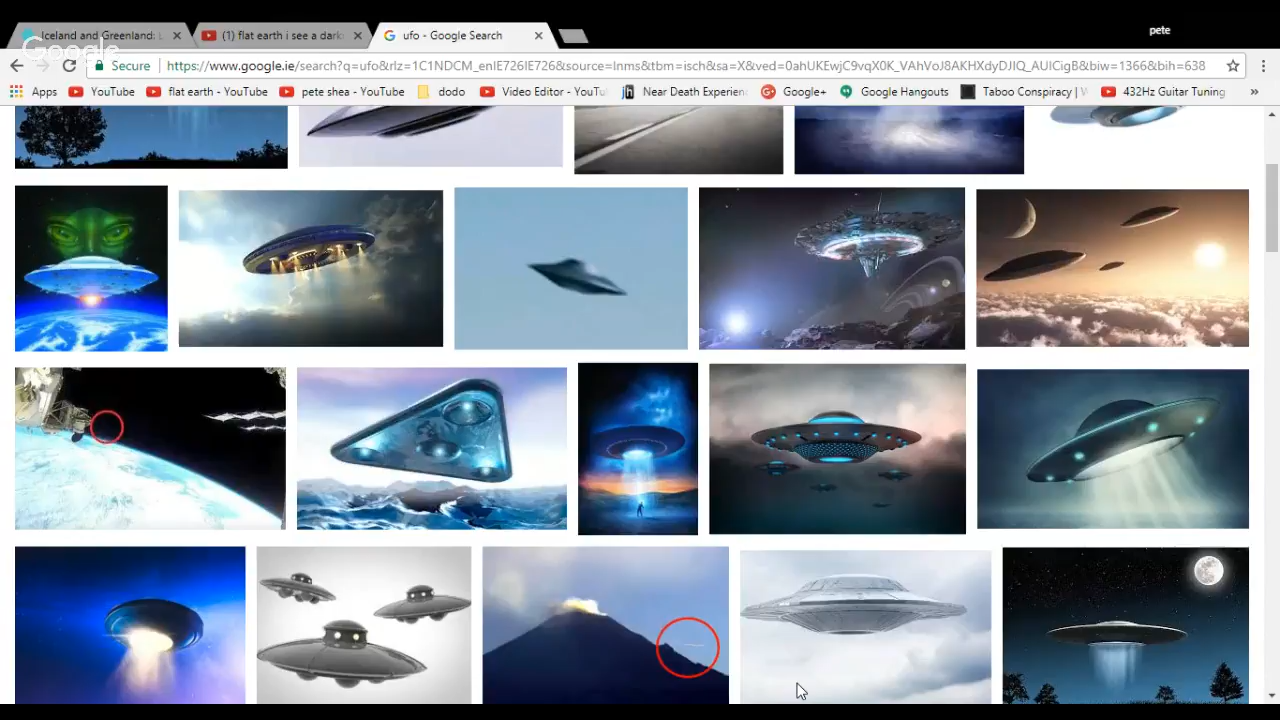 pete
Iceland and Greenland:
(1) flat earth i see a dark
ufo - Google Search
Google
Secure
https://www.google.ie/search?q=ufo&rlz=1C1NDCM_enIE726IE726&source=lnms&tbm=isch&sa=X&ved=0ahUKEwjC9vqX0K_VAhVoJ8AKHXdyDJIQ_AUICigB&biw=1366&bih=638
Apps
YouTube
flat earth - YouTube
pete shea - YouTube
dodo
Video Editor - YouTu
Near Death Experien
Google+
Google Hangouts
Taboo Conspiracy |
432Hz Guitar Tuning
»